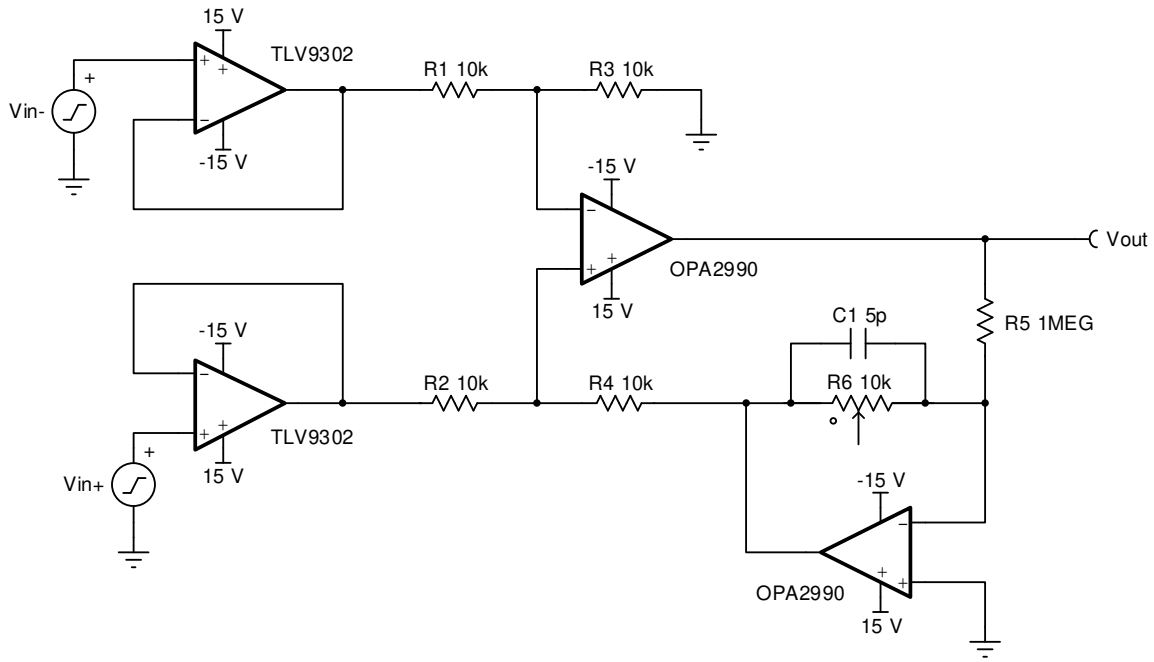 15 V
TLV9302
+
+
+
−
Vin-
-15 V
R1 10k
R3 10k
-15 V
−
+
+
OPA2990
15 V
Vout
-15 V
−
+
+
TLV9302
15 V
+
Vin+
R2 10k
R4 10k
C1 5p
R6 10k
R5 1MEG
-15 V
−
+
+
OPA2990
15 V